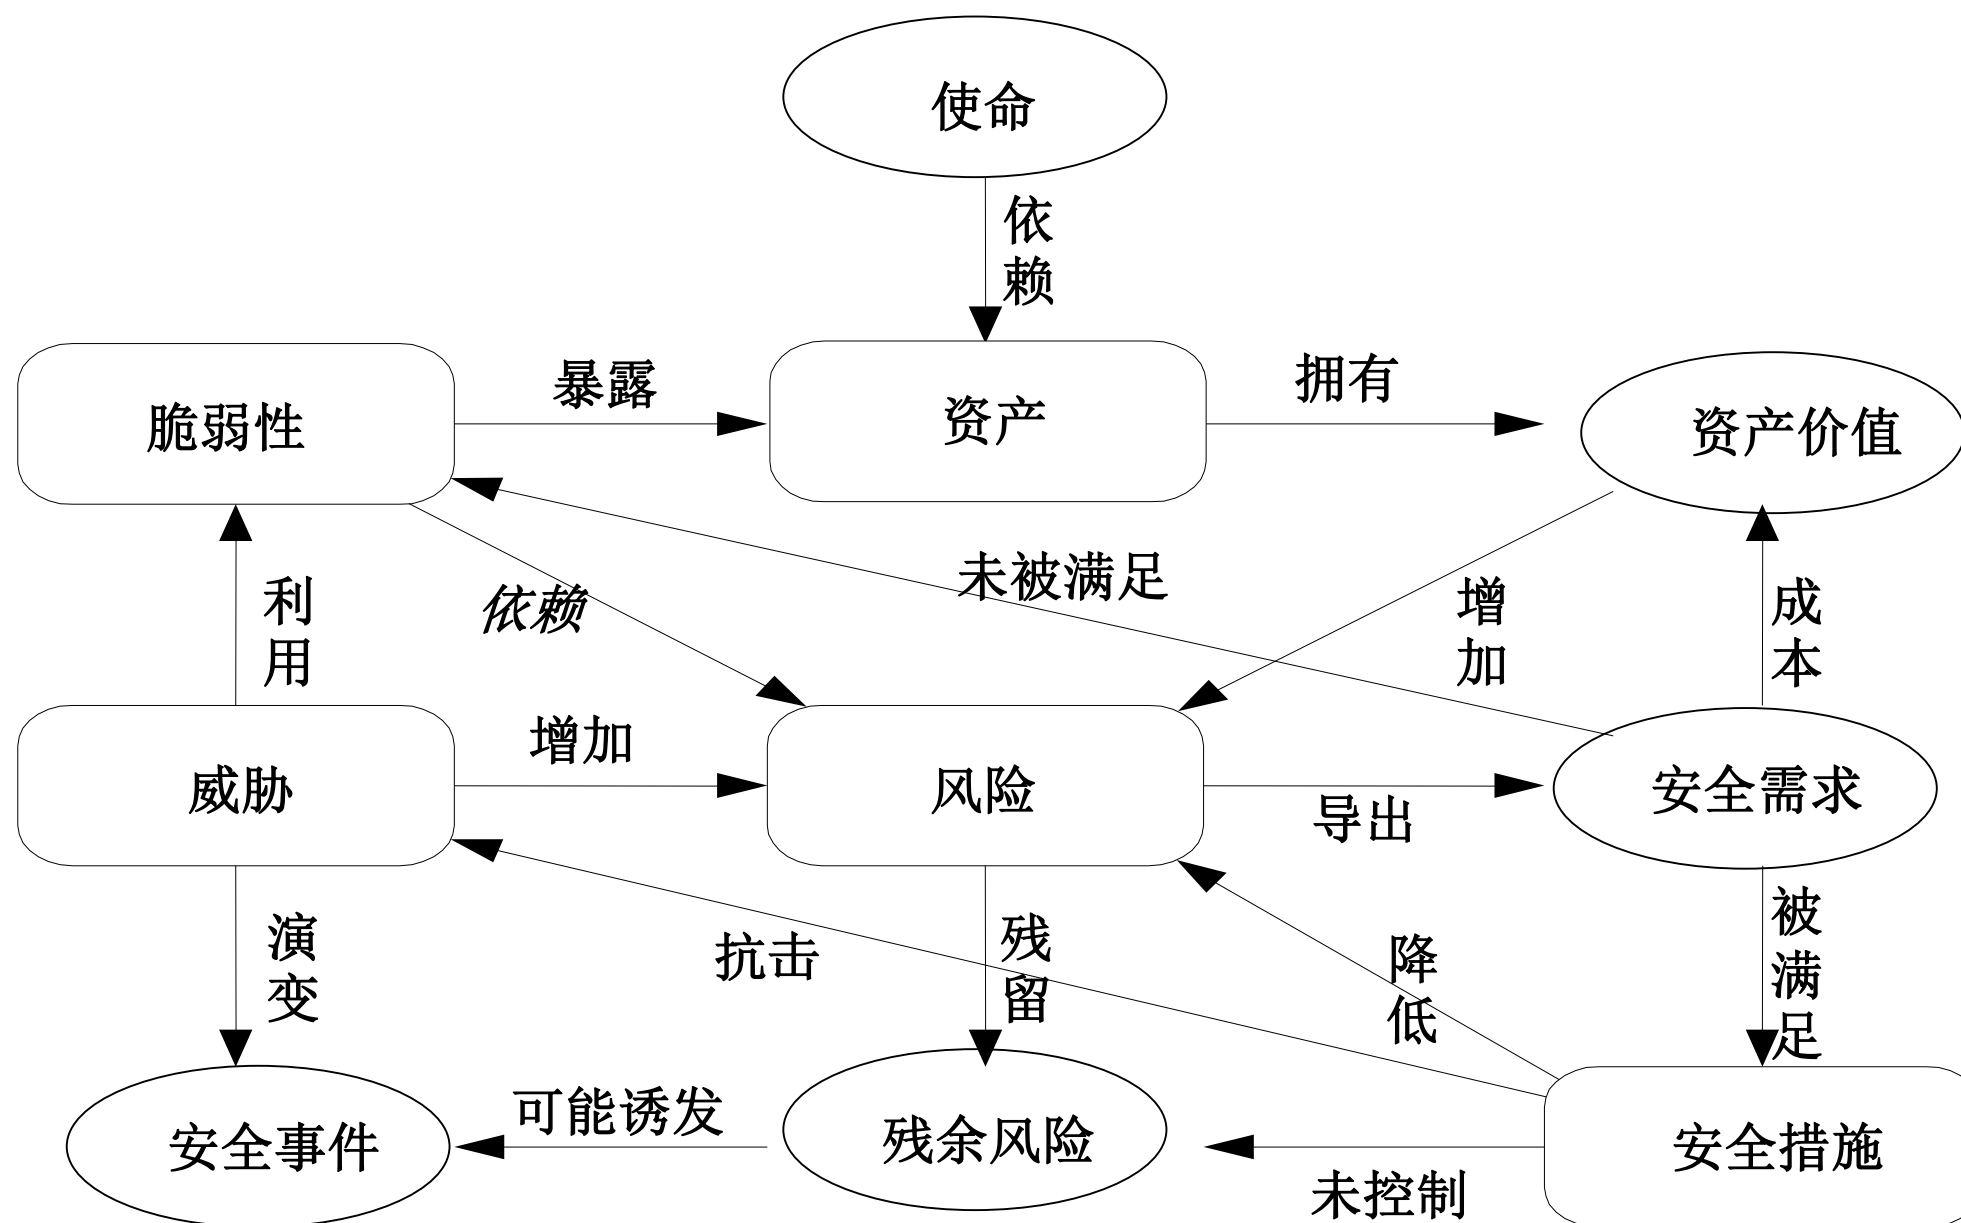 使命
依
赖
暴露
拥有
脆弱性
资产
资产价值
未被满足
利
用
依赖
增
加
成
本
增加
威胁
风险
导出
安全需求
演
变
抗击
残
留
降
低
被
满
足
可能诱发
安全事件
残余风险
未控制
安全措施